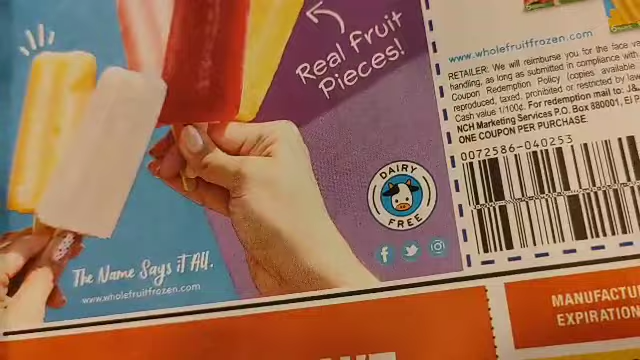 Real Fruit
Pieces!
DAIRY
FREE
The Name Says it All.
www.wholefruitfrozen.com
www.wholefruitfrozen.com
RETAILER: We will reimburse you for the face
handling, as long as submitted in compliance with
Coupon Redemption Policy (copies available
reproduced, taxed, prohibited or restricted by
Cash value 1/100¢. For redemption mail to: J&
NCH Marketing Services P.O. Box 880001, El P
ONE COUPON PER PURCHASE.
0072586-040253
MANUFACTU
EXPIRATION